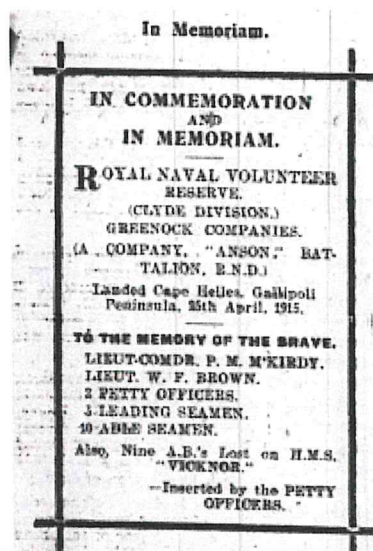 In Memoriam.
IN COMMEMORATION
AND
IN MEMORIAM.
ROYAL NAVAL VOLUNTEER
RESERVE.
(CLYDE DIVISION.)
GREENOCK COMPANIES.
(A COMPANY, "ANSON," BAT-
TALION, R.N.D.)
Landed Cape Helles, Gallipoli
Peninsula, 25th April, 1915.
TO THE MEMORY OF THE BRAVE.
LIEUT-COMDR. P. M. M'KIRDY.
LIEUT. W. F. BROWN.
2 PETTY OFFICERS.
5 LEADING SEAMEN.
40 ABLE SEAMEN.
Also, Nine A.B.'s Lost on H.M.S.
"VICKNOR."
—Inserted by the PETTY
OFFICERS.